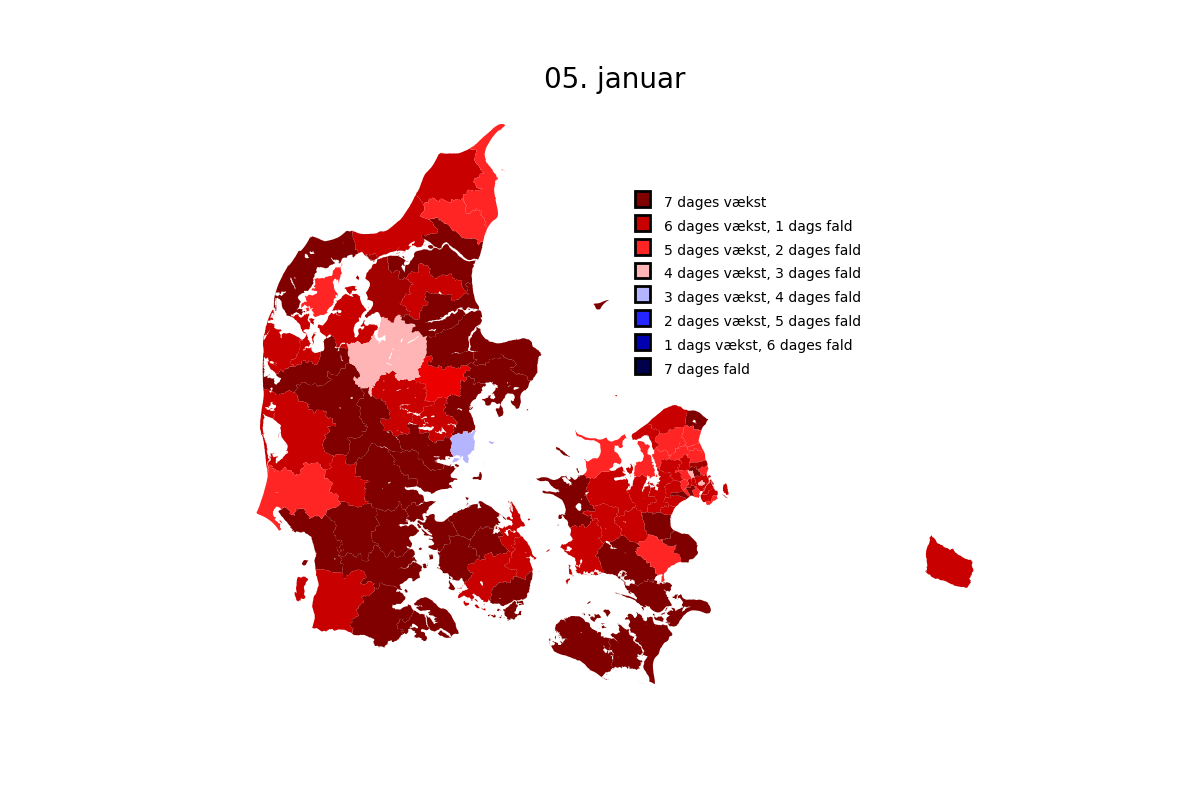 05. januar
7 dages vækst
6 dages vækst, 1 dags fald
5 dages vækst, 2 dages fald
4 dages vækst, 3 dages fald
3 dages vækst, 4 dages fald
2 dages vækst, 5 dages fald
1 dags vækst, 6 dages fald
7 dages fald